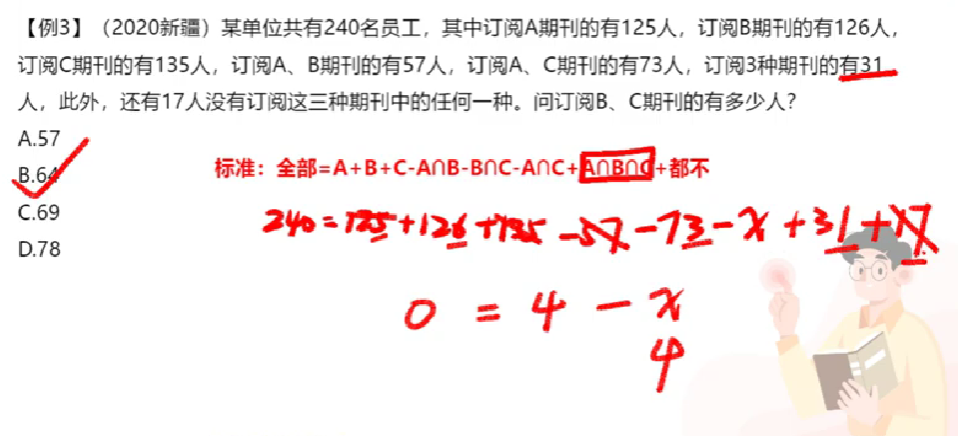 【例3】（2020新疆）某单位共有240名员工，其中订阅A期刊的有125人，订阅B期刊的有126人，
订阅C期刊的有135人，订阅A、B期刊的有57人，订阅A、C期刊的有73人，订阅3种期刊的有31
人，此外，还有17人没有订阅这三种期刊中的任何一种。问订阅B、C期刊的有多少人？
A.57
B.64
标准：全部=A+B+C-A∩B-B∩C-A∩C+A∩B∩C+都不
C.69
240=125+126+135-57-73-x+31+17
D.78
0=4-x
4